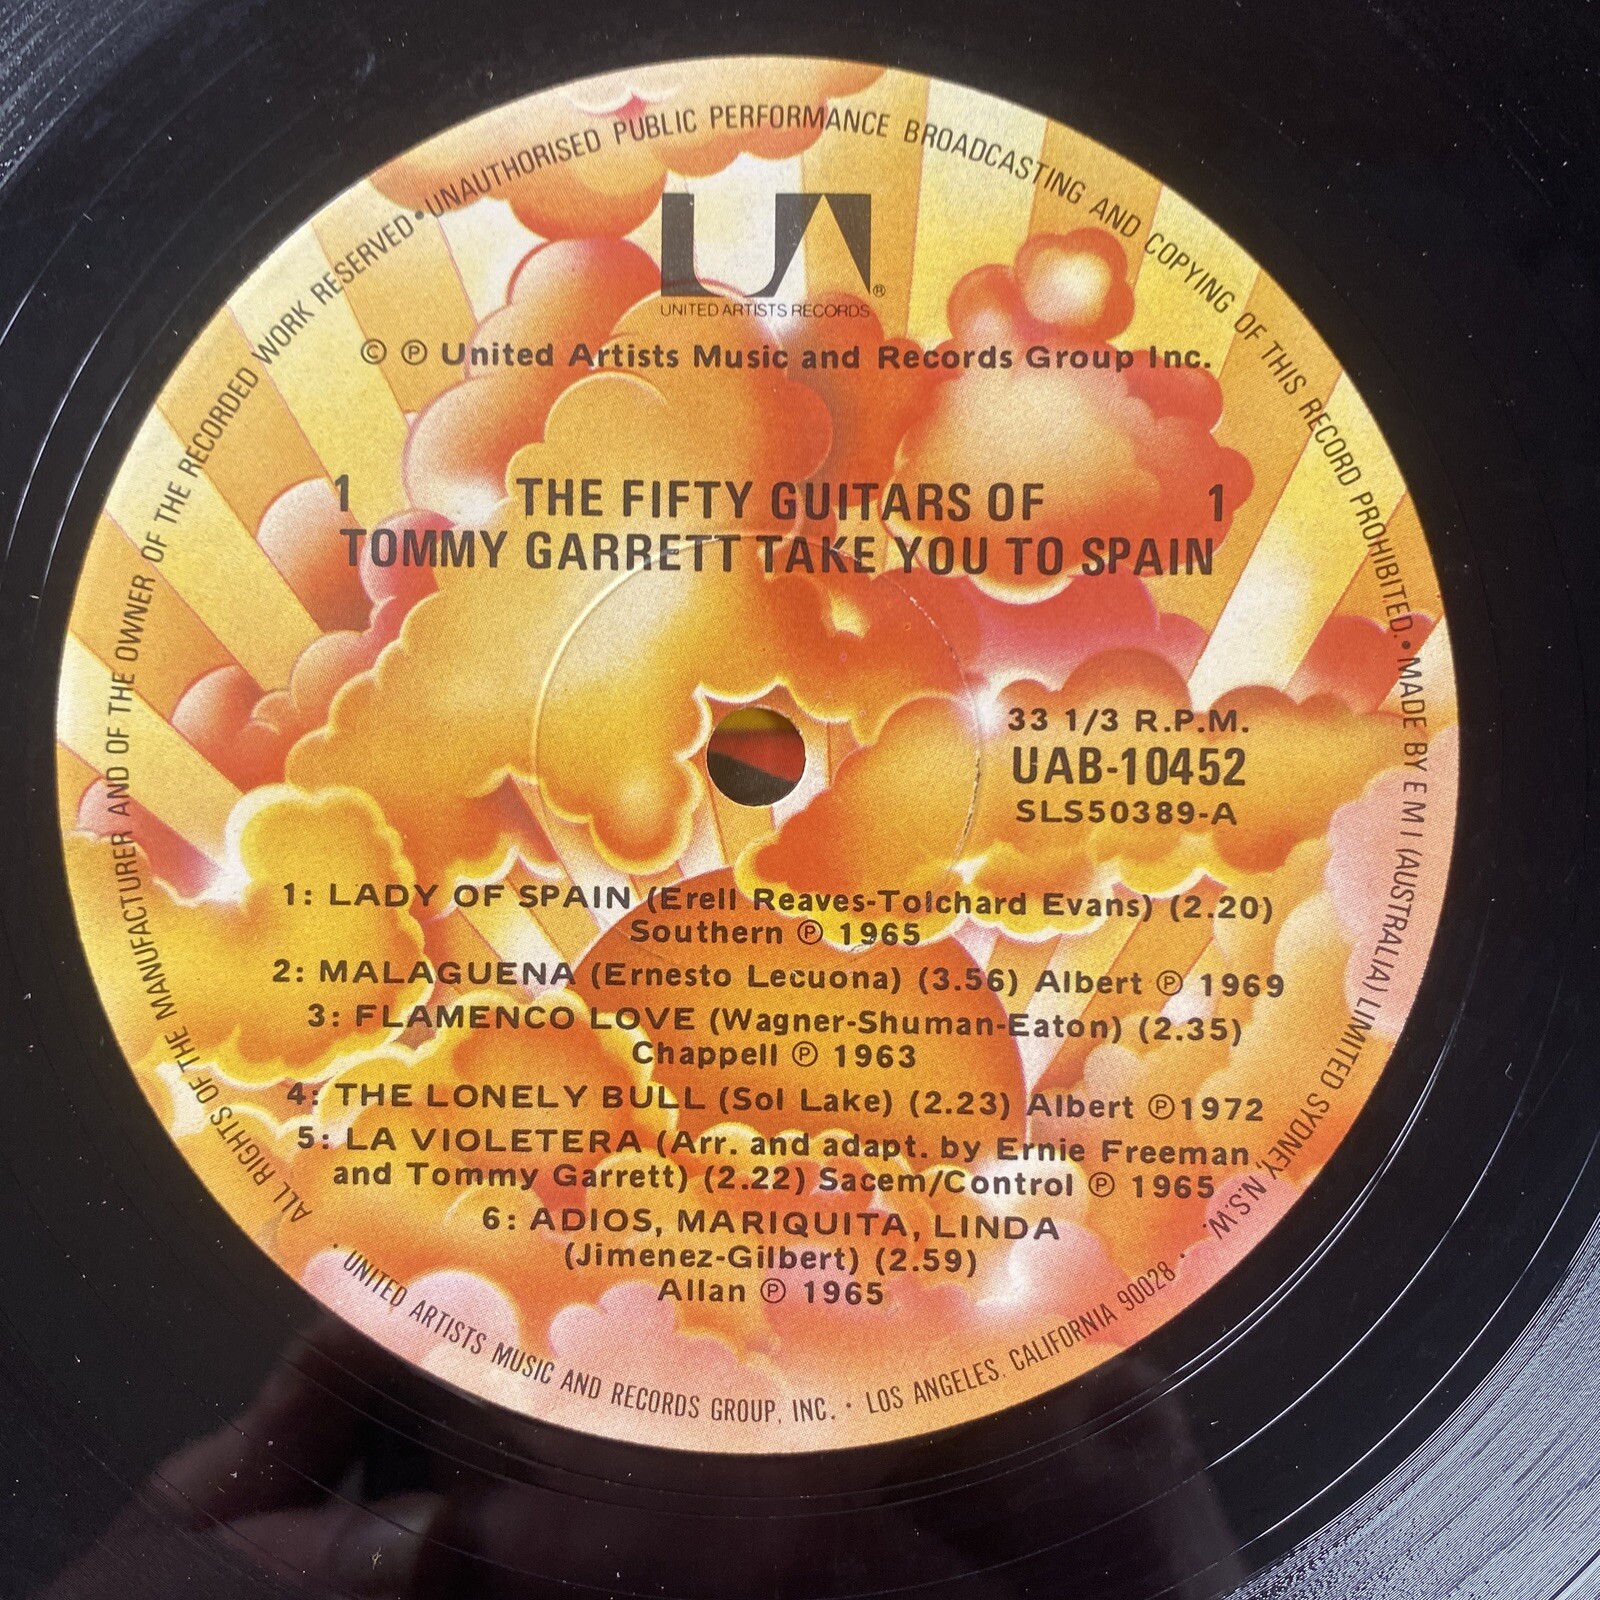 UNITED ARTISTS RECORDS ®
© ℗ United Artists Music and Records Group Inc.
1 THE FIFTY GUITARS OF 1
TOMMY GARRETT TAKE YOU TO SPAIN
33 1/3 R.P.M.
UAB-10452
SLS50389-A
1: LADY OF SPAIN (Erell Reaves-Tolchard Evans) (2.20)
Southern ℗ 1965
2: MALAGUENA (Ernesto Lecuona) (3.56) Albert ℗ 1969
3: FLAMENCO LOVE (Wagner-Shuman-Eaton) (2.35)
Chappell ℗ 1963
4: THE LONELY BULL (Sol Lake) (2.23) Albert ℗1972
5: LA VIOLETERA (Arr. and adapt. by Ernie Freeman
and Tommy Garrett) (2.22) Sacem/Control ℗ 1965
6: ADIOS, MARIQUITA, LINDA
(Jimenez-Gilbert) (2.59)
Allan ℗ 1965
ALL RIGHTS OF THE MANUFACTURER AND OF THE OWNER OF THE RECORDED WORK RESERVED • UNAUTHORISED PUBLIC PERFORMANCE BROADCASTING AND COPYING OF THIS RECORD PROHIBITED. • MADE BY E M I (AUSTRALIA) LIMITED SYDNEY, N.S.W.
· UNITED ARTISTS MUSIC AND RECORDS GROUP, INC. · LOS ANGELES. CALIFORNIA 90028 ·